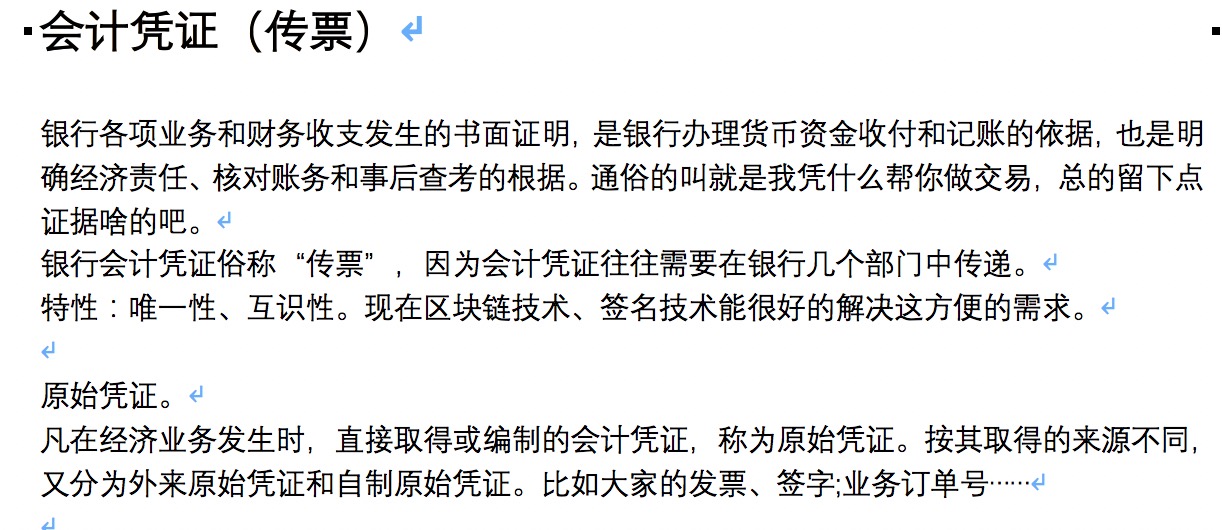 会计凭证（传票）
银行各项业务和财务收支发生的书面证明，是银行办理货币资金收付和记账的依据，也是明
确经济责任、核对账务和事后查考的根据。通俗的叫就是我凭什么帮你做交易，总的留下点
证据啥的吧。
银行会计凭证俗称“传票”，因为会计凭证往往需要在银行几个部门中传递。
特性：唯一性、互识性。现在区块链技术、签名技术能很好的解决这方便的需求。
原始凭证。
凡在经济业务发生时，直接取得或编制的会计凭证，称为原始凭证。按其取得的来源不同，
又分为外来原始凭证和自制原始凭证。比如大家的发票、签字;业务订单号……